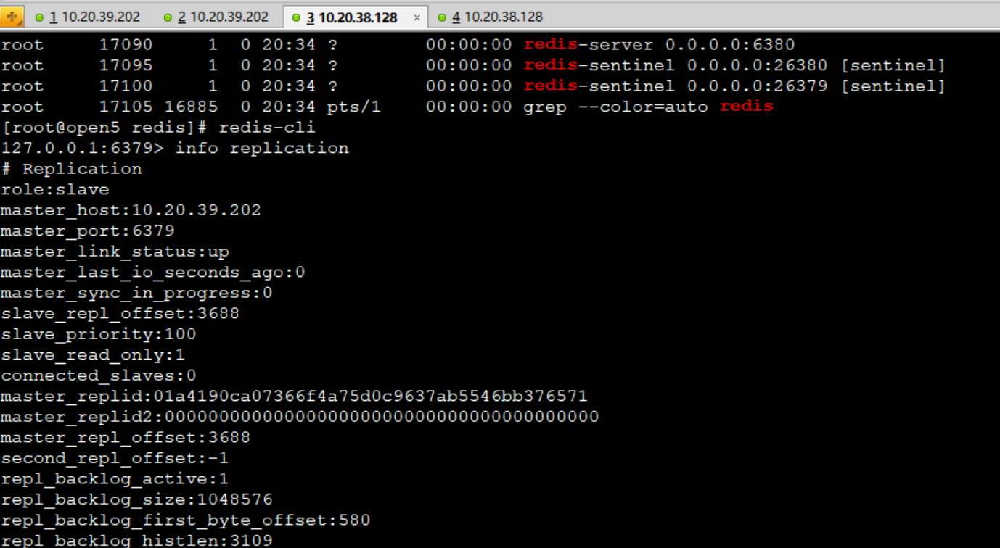 1 10.20.39.202 2 10.20.39.202 3 10.20.38.128 × 4 10.20.38.128
root 17090 1 0 20:34 ? 00:00:00 redis-server 0.0.0.0:6380
root 17095 1 0 20:34 ? 00:00:00 redis-sentinel 0.0.0.0:26380 [sentinel]
root 17100 1 0 20:34 ? 00:00:00 redis-sentinel 0.0.0.0:26379 [sentinel]
root 17105 16885 0 20:34 pts/1 00:00:00 grep --color=auto redis
[root@open5 redis]# redis-cli
127.0.0.1:6379> info replication
# Replication
role:slave
master_host:10.20.39.202
master_port:6379
master_link_status:up
master_last_io_seconds_ago:0
master_sync_in_progress:0
slave_repl_offset:3688
slave_priority:100
slave_read_only:1
connected_slaves:0
master_replid:01a4190ca07366f4a75d0c9637ab5546bb376571
master_replid2:0000000000000000000000000000000000000000
master_repl_offset:3688
second_repl_offset:-1
repl_backlog_active:1
repl_backlog_size:1048576
repl_backlog_first_byte_offset:580
repl_backlog_histlen:3109